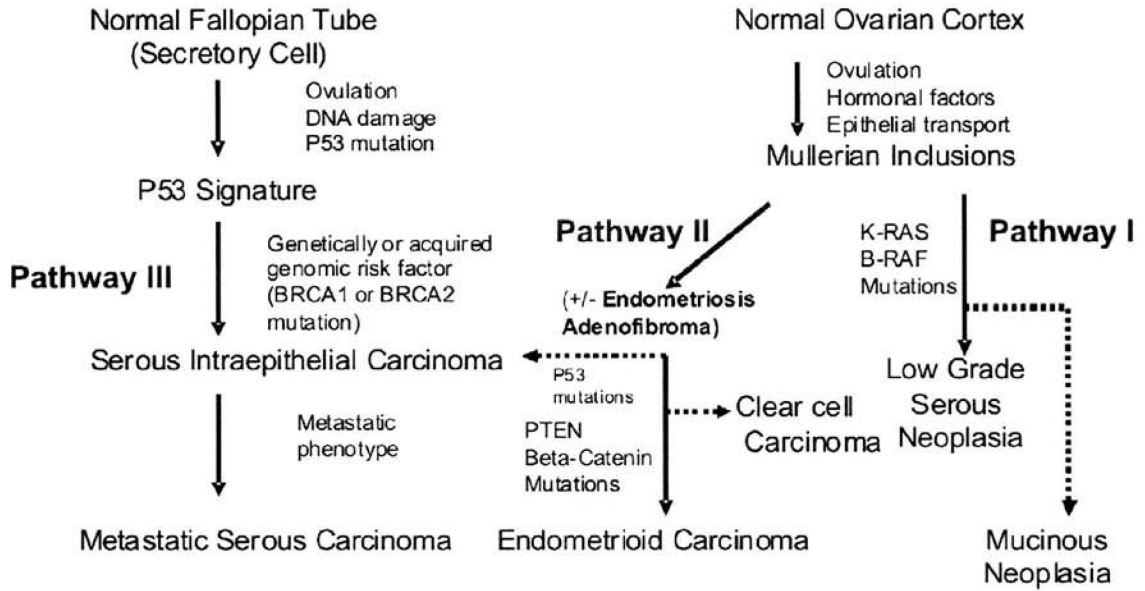 Normal Fallopian Tube
(Secretory Cell)
Ovulation
DNA damage
P53 mutation
P53 Signature
Pathway III
Genetically or acquired
genomic risk factor
(BRCA1 or BRCA2
mutation)
Serous Intraepithelial Carcinoma
Metastatic
phenotype
Metastatic Serous Carcinoma
Normal Ovarian Cortex
Ovulation
Hormonal factors
Epithelial transport
Mullerian Inclusions
Pathway II
(+/- Endometriosis
Adenofibroma)
P53
mutations
PTEN
Beta-Catenin
Mutations
Clear cell
Carcinoma
Endometrioid Carcinoma
K-RAS
B-RAF
Mutations
Pathway I
Low Grade
Serous
Neoplasia
Mucinous
Neoplasia